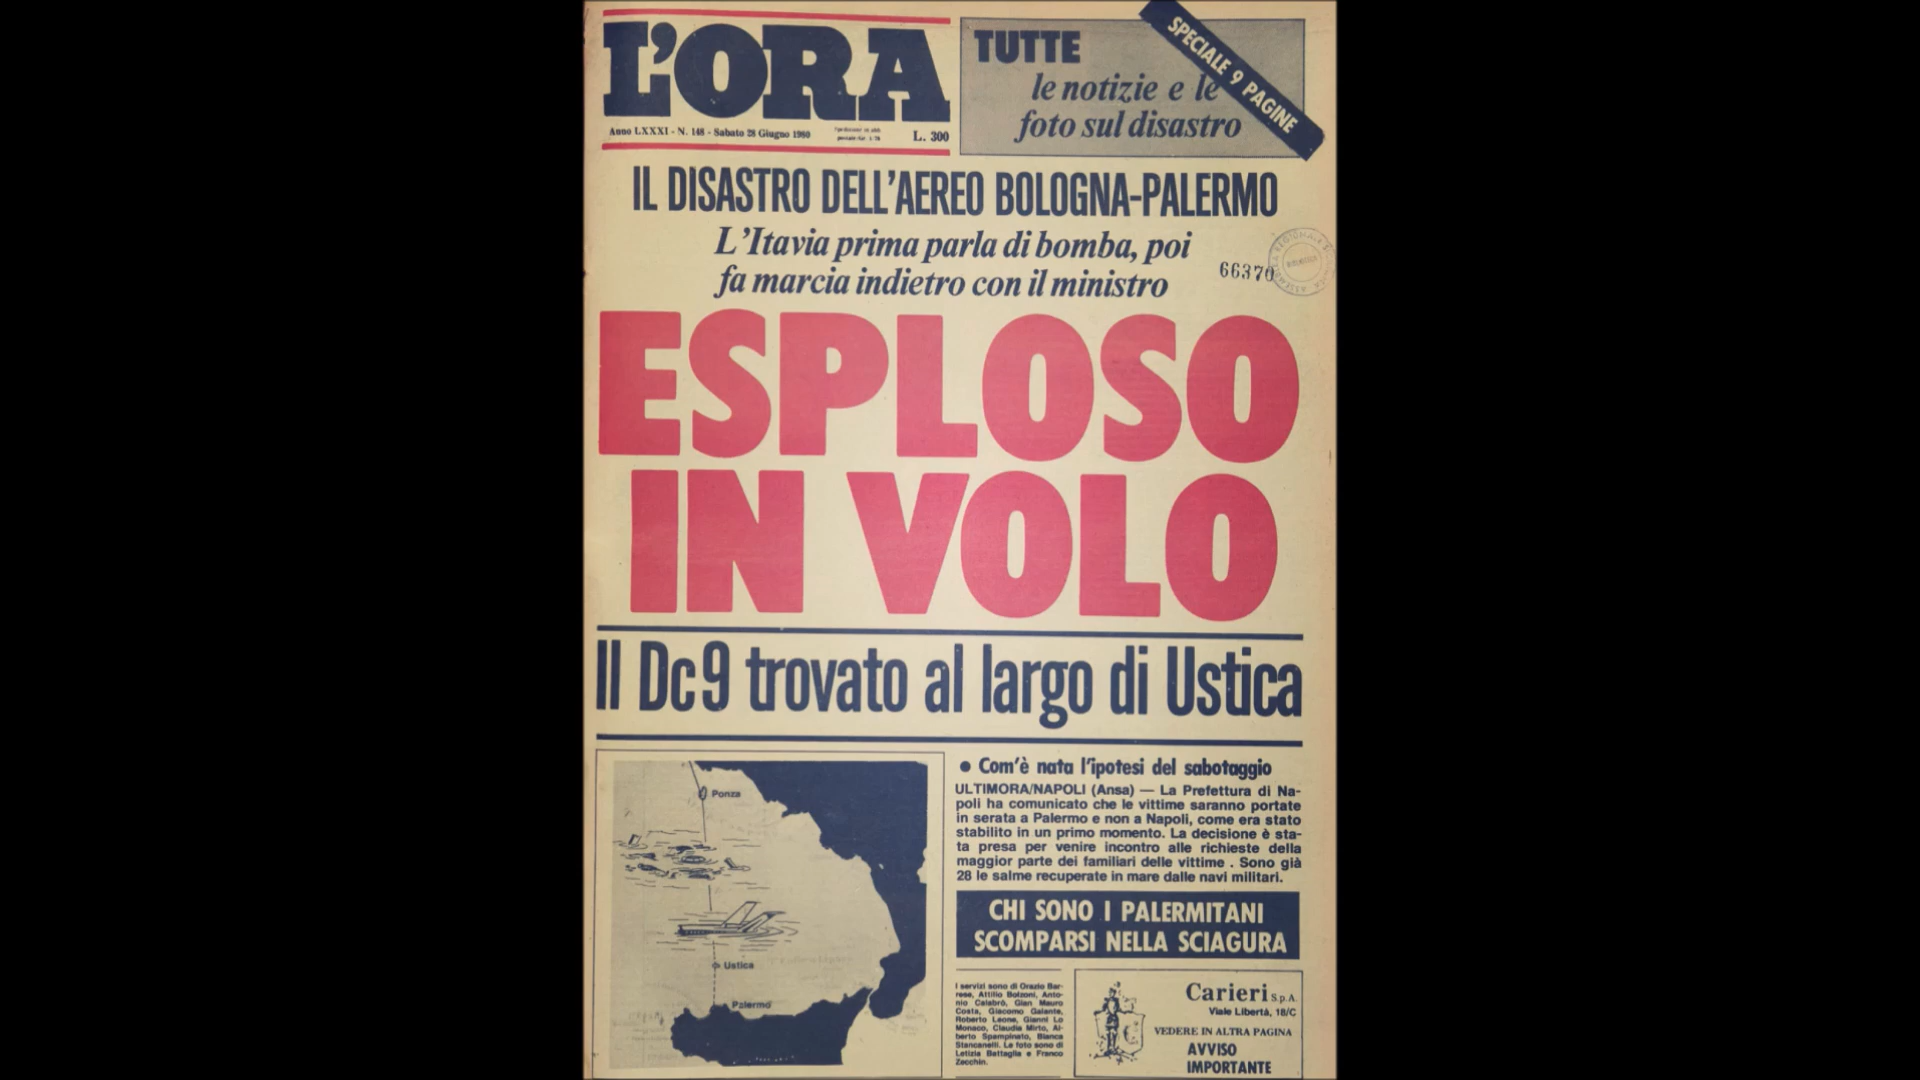 L'ORA
Anno LXXXI - N. 148 - Sabato 28 Giugno 1980
L. 300
TUTTE
le notizie e le
foto sul disastro
SPECIALE 9 PAGINE
IL DISASTRO DELL'AEREO BOLOGNA-PALERMO
L'Itavia prima parla di bomba, poi
fa marcia indietro con il ministro
66370
ESPLOSO
IN VOLO
Il Dc9 trovato al largo di Ustica
Ponza
Ustica
Palermo
● Com'è nata l'ipotesi del sabotaggio
ULTIMORA/NAPOLI (Ansa) — La Prefettura di Na-
poli ha comunicato che le vittime saranno portate
in serata a Palermo e non a Napoli, come era stato
stabilito in un primo momento. La decisione è sta-
ta presa per venire incontro alle richieste della
maggior parte dei familiari delle vittime . Sono già
28 le salme recuperate in mare dalle navi militari.
CHI SONO I PALERMITANI
SCOMPARSI NELLA SCIAGURA
I servizi sono di Orazio Bar-
rese, Attilio Bolzoni, Anto-
nio Calabrò, Gian Mauro
Costa, Giacomo Galante,
Roberto Leone, Gianni Lo
Monaco, Claudia Mirto, Al-
berto Spampinato, Bianca
Stancanelli. Le foto sono di
Letizia Battaglia e Franco
Zecchin.
Carieri S.p.A.
Viale Libertà, 18/C
VEDERE IN ALTRA PAGINA
AVVISO
IMPORTANTE